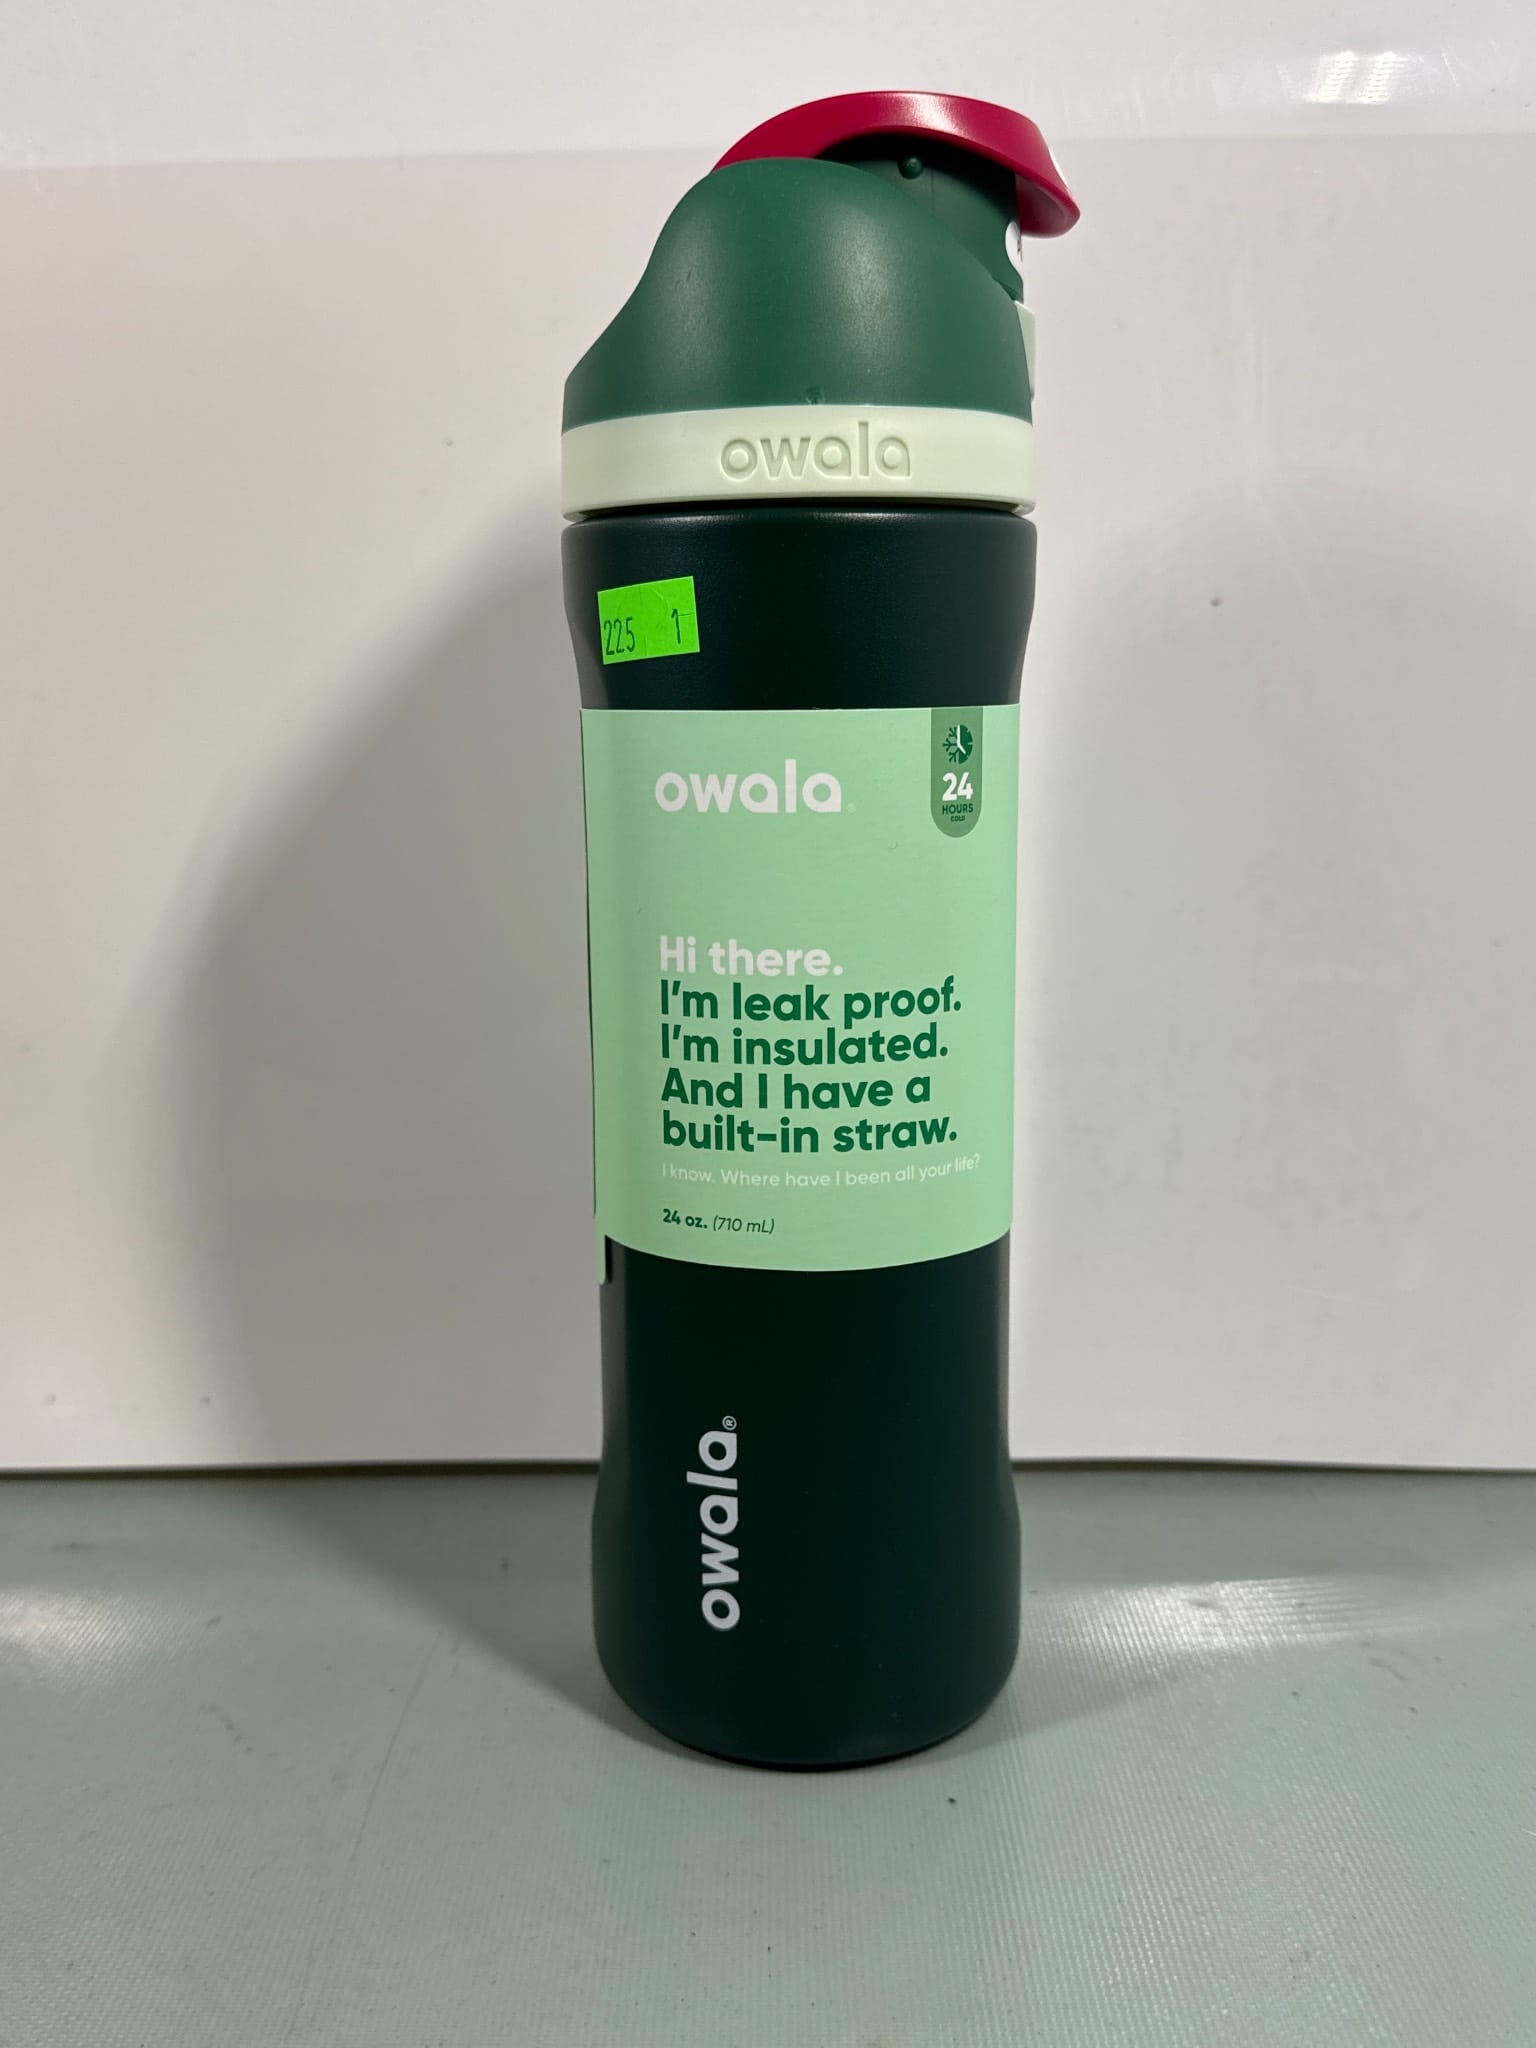 owala
225 1
owala
24
HOURS
COLD
Hi there.
I'm leak proof.
I'm insulated.
And I have a
built-in straw.
I know. Where have I been all your life?
24 oz. (710 mL)
owala®